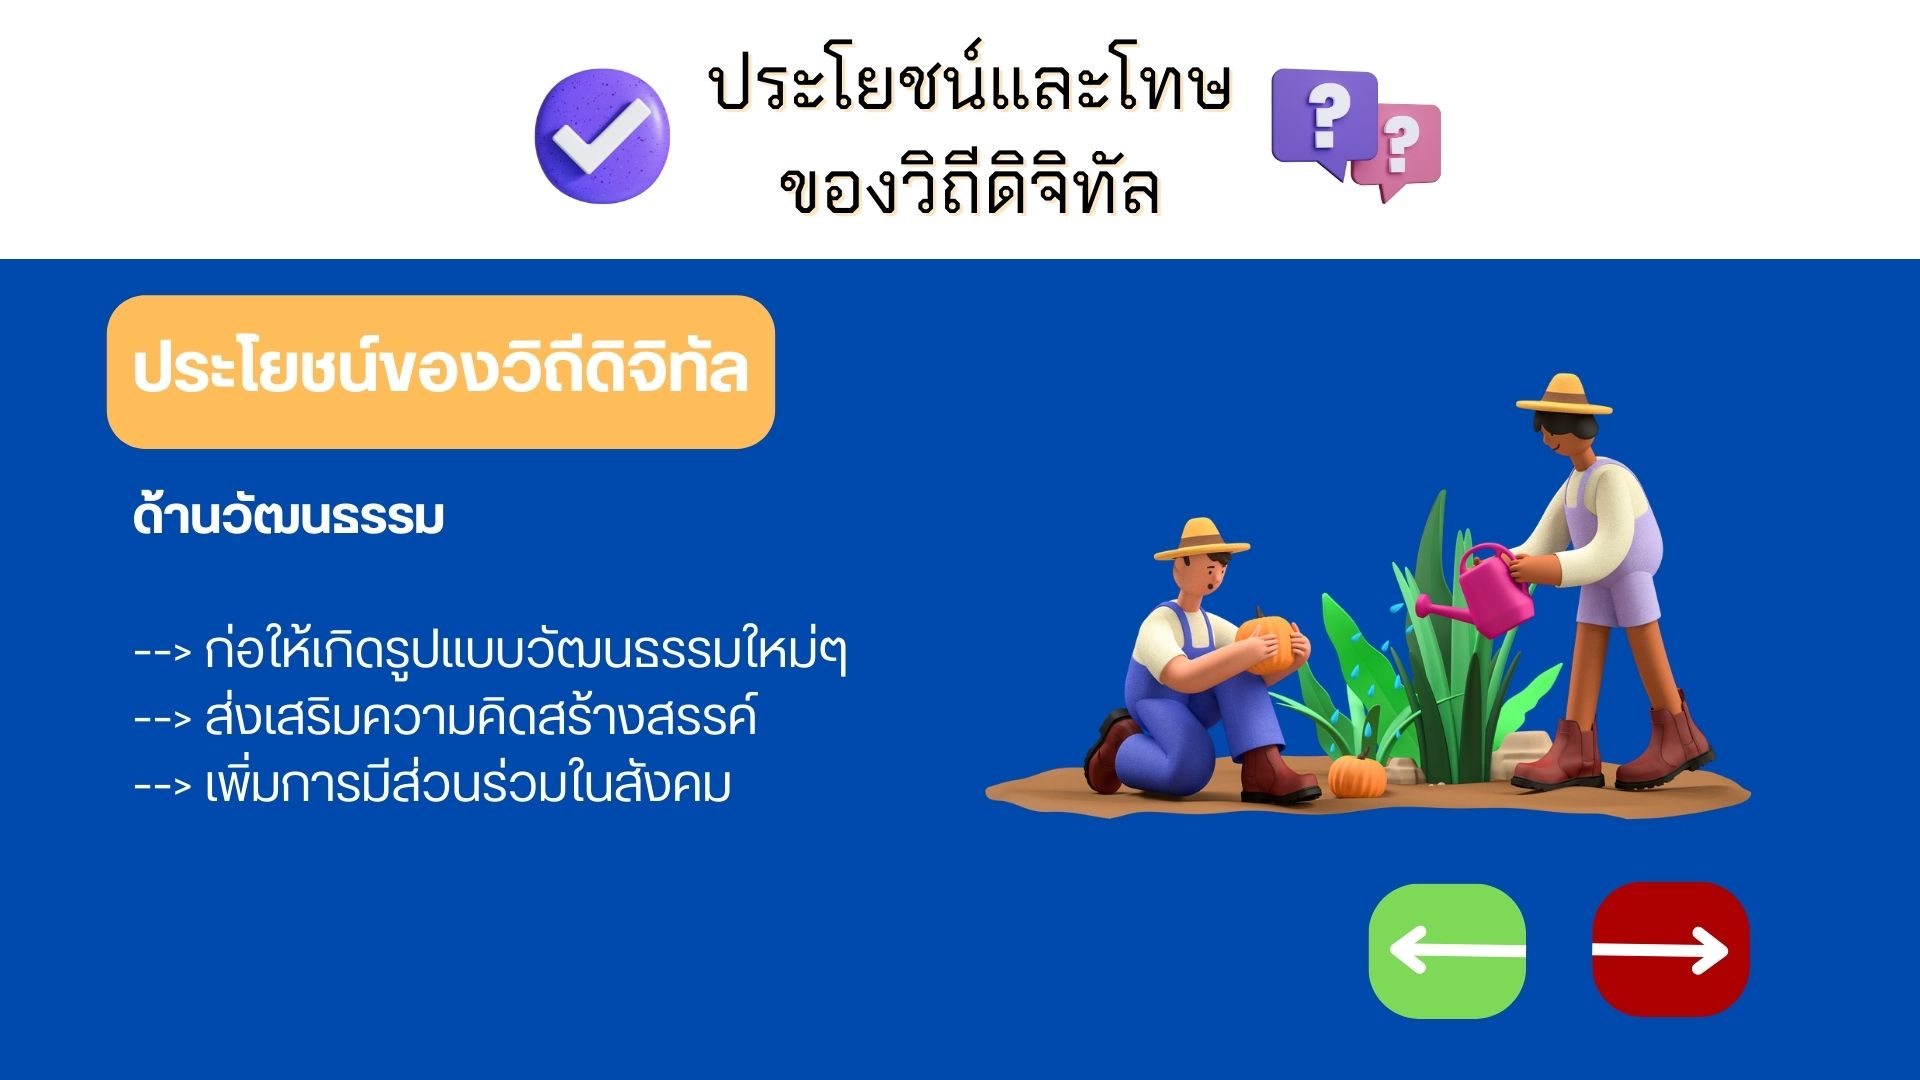 ประโยชน์และโทษ
ของวิถีดิจิทัล
? ?
ประโยชน์ของวิถีดิจิทัล
ด้านวัฒนธรรม
--> ก่อให้เกิดรูปแบบวัฒนธรรมใหม่ๆ
--> ส่งเสริมความคิดสร้างสรรค์
--> เพิ่มการมีส่วนร่วมในสังคม